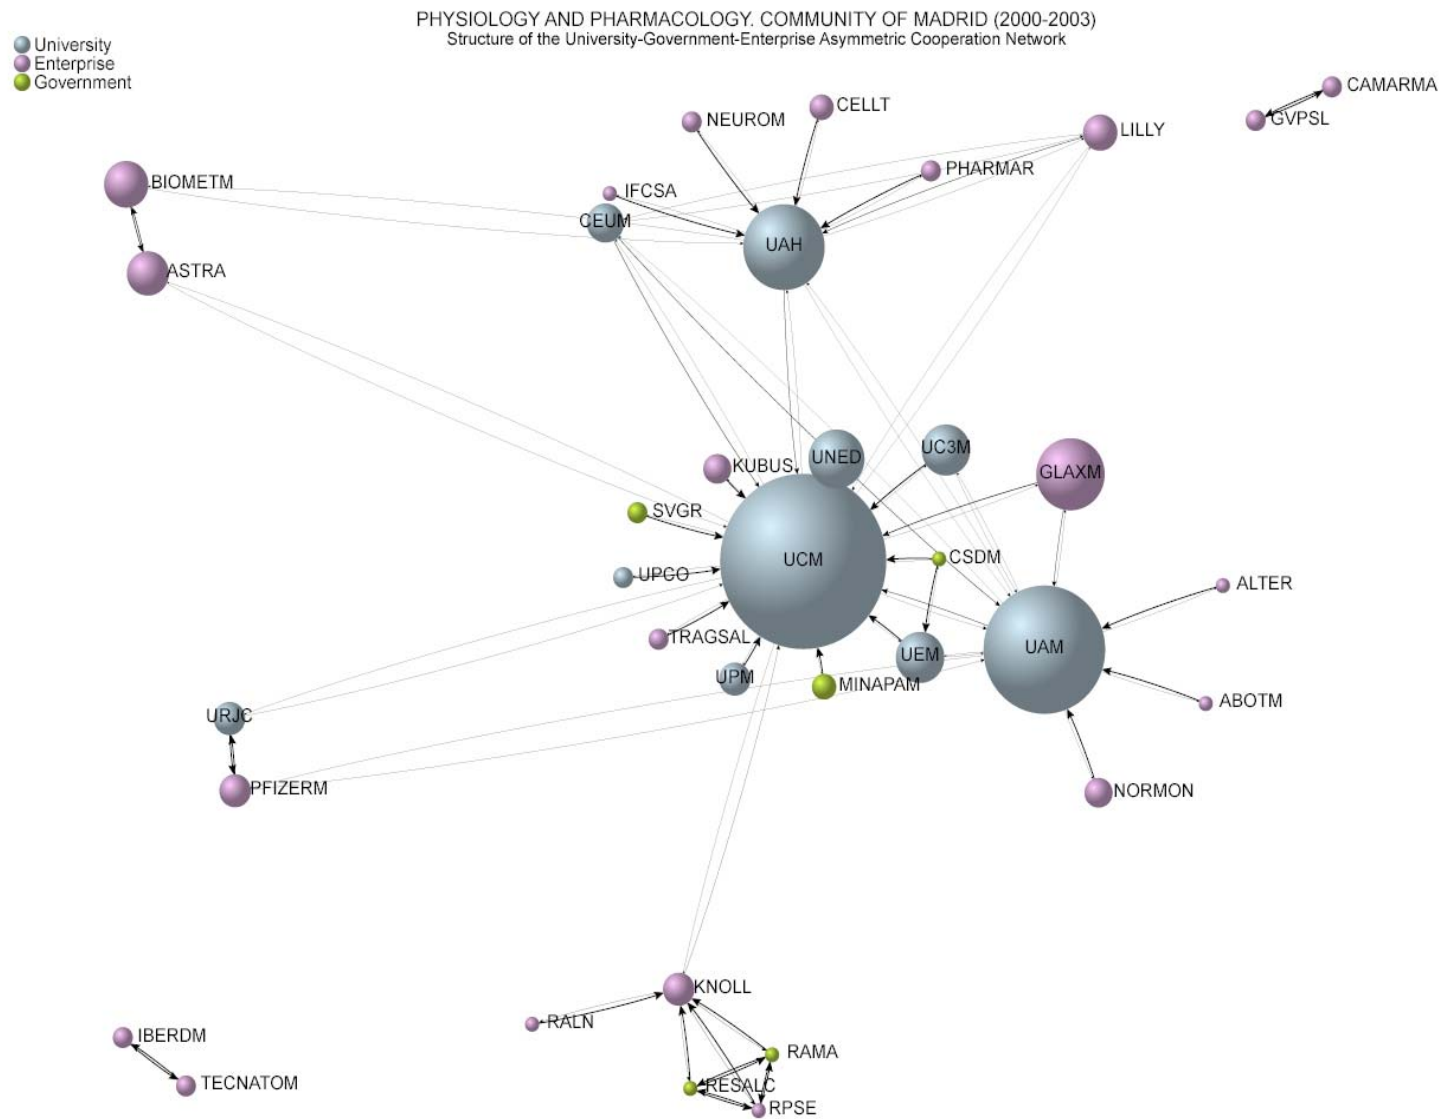 PHYSIOLOGY AND PHARMACOLOGY. COMMUNITY OF MADRID (2000-2003)
Structure of the University-Government-Enterprise Asymmetric Cooperation Network
University
Enterprise
Government
CAMARMA
GVPSL
CELLT
NEUROM
LILLY
PHARMAR
BIOMETM
IFCSA
CEUM
UAH
ASTRA
UC3M
UNED
KUBUS
GLAXM
SVGR
CSDM
UCM
UPCO
ALTER
TRAGSAL
UAM
UEM
UPM
MINAPAM
ABOTM
URJC
PFIZERM
NORMON
KNOLL
RALN
IBERDM
RAMA
TECNATOM
RESALC
RPSE